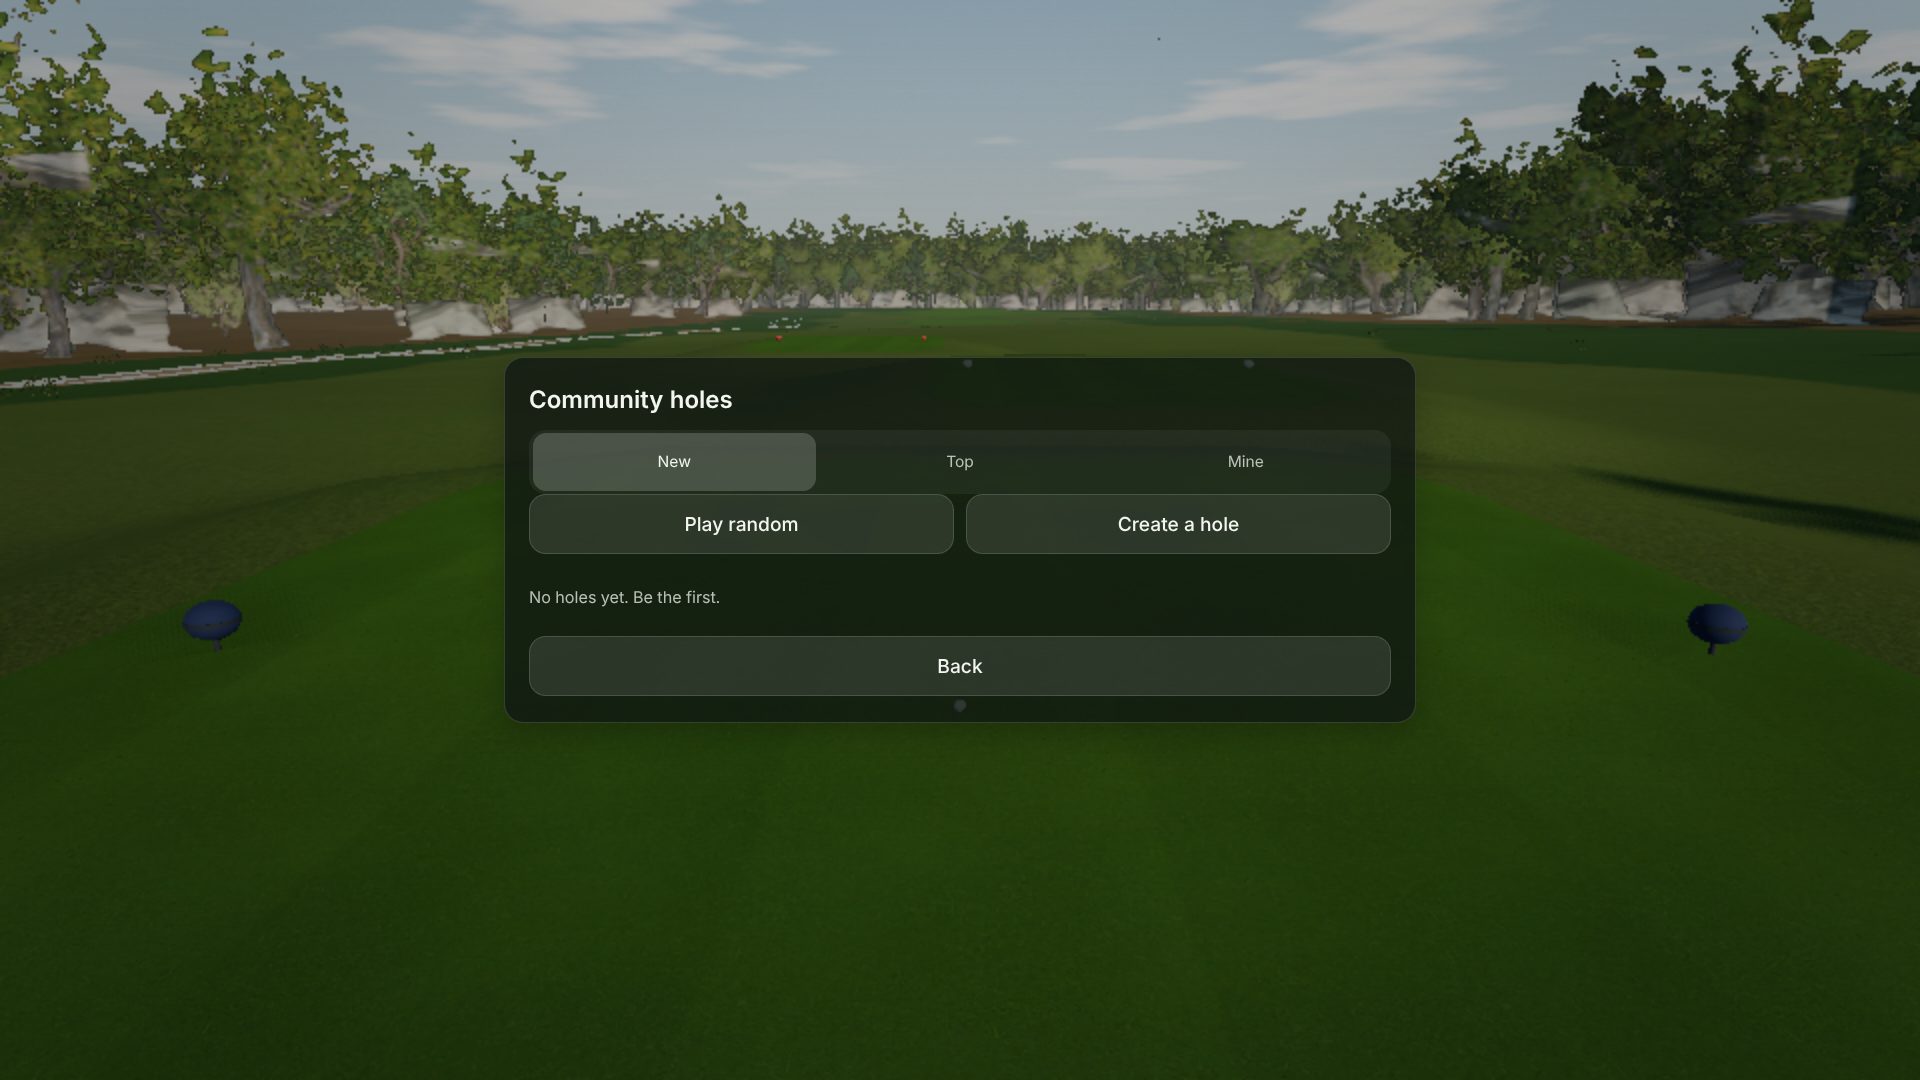 Community holes
New Top Mine
Play random Create a hole
No holes yet. Be the first.
Back